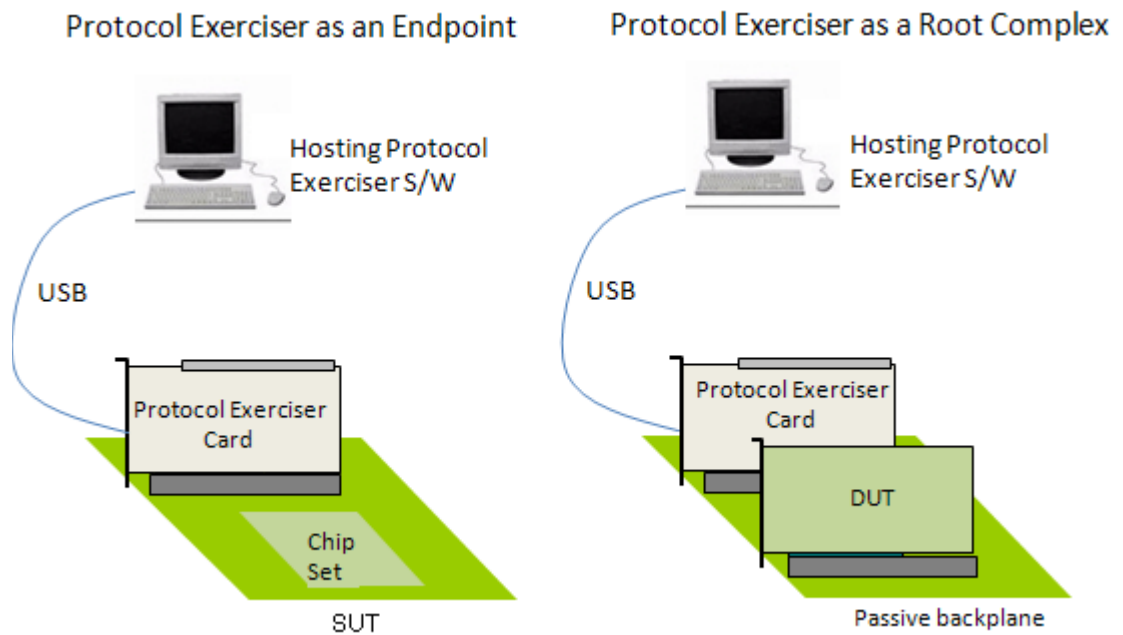 Protocol Exerciser as an Endpoint
Protocol Exerciser as a Root Complex
Hosting Protocol
Exerciser S/W
Hosting Protocol
Exerciser S/W
USB
USB
Protocol Exerciser
Card
Protocol Exerciser
Card
DUT
Chip
Set
SUT
Passive backplane